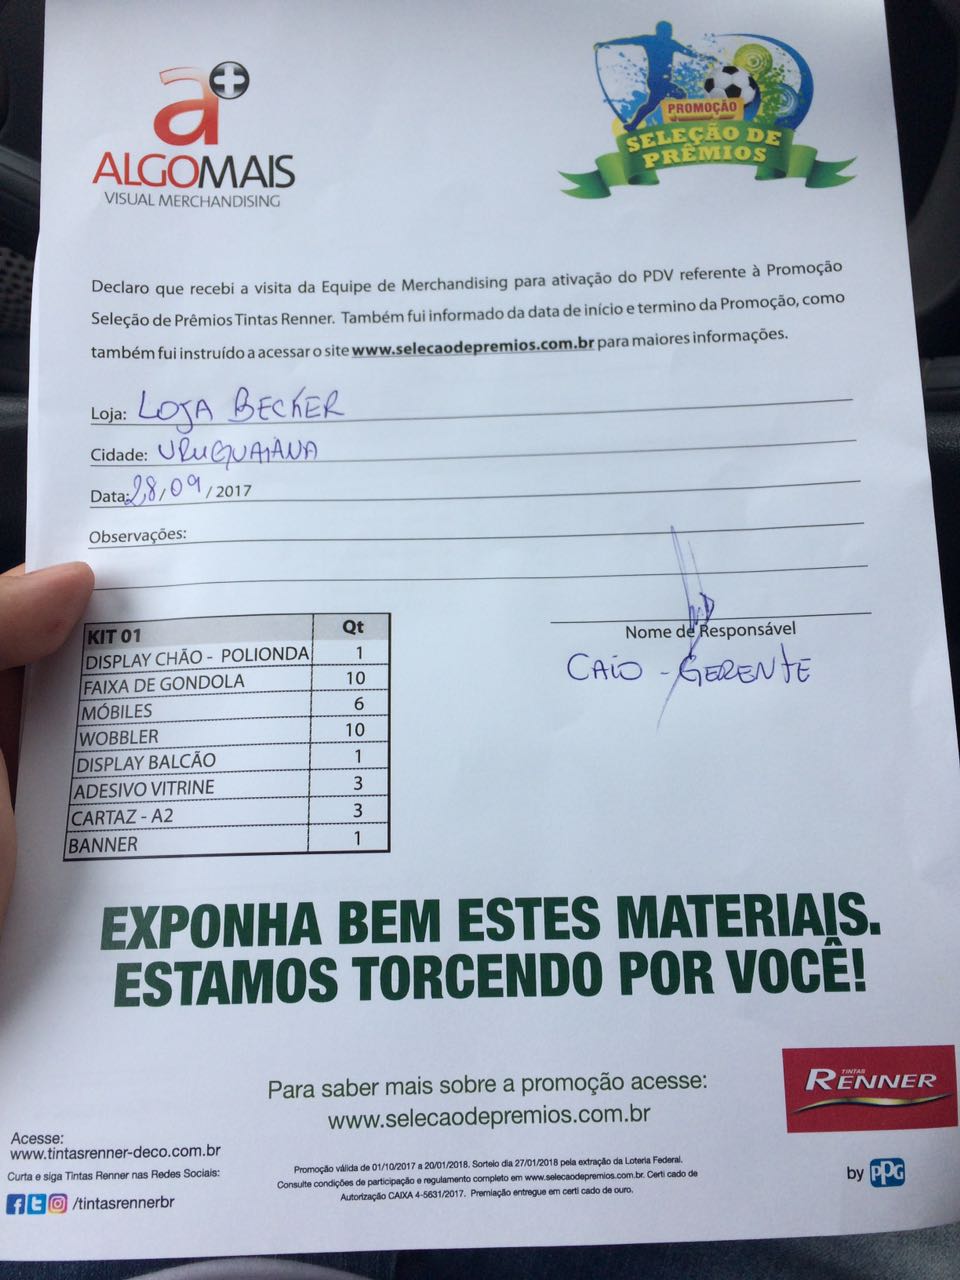 a+
ALGOMAIS
VISUAL MERCHANDISING
PROMOÇÃO
SELEÇÃO DE
PRÊMIOS
Declaro que recebi a visita da Equipe de Merchandising para ativação do PDV referente à Promoção
Seleção de Prêmios Tintas Renner. Também fui informado da data de início e termino da Promoção, como
também fui instruído a acessar o site www.selecaodepremios.com.br para maiores informações.
Loja: LOJA BECKER
Cidade: URUGUAIANA
Data: 28/09/2017
Observações:
Nome de Responsável
CAIO - GERENTE
KIT 01 Qt
DISPLAY CHÃO - POLIONDA 1
FAIXA DE GONDOLA 10
MÓBILES 6
WOBBLER 10
DISPLAY BALCÃO 1
ADESIVO VITRINE 3
CARTAZ - A2 3
BANNER 1
EXPONHA BEM ESTES MATERIAIS.
ESTAMOS TORCENDO POR VOCÊ!
Para saber mais sobre a promoção acesse:
www.selecaodepremios.com.br
TINTAS
RENNER
by PPG
Acesse:
www.tintasrenner-deco.com.br
Curta e siga Tintas Renner nas Redes Sociais:
/tintasrennerbr
Promoção válida de 01/10/2017 a 20/01/2018. Sorteio dia 27/01/2018 pela extração da Loteria Federal.
Consulte condições de participação e regulamento completo em www.selecaodepremios.com.br. Certi cado de
Autorização CAIXA 4-5631/2017. Premiação entregue em certi cado de ouro.